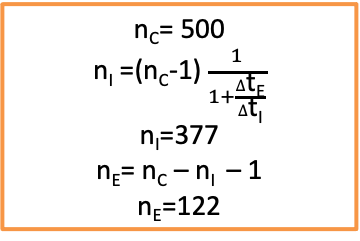 n_C= 500
n_I =(n_C-1) 1/(1+Δt_E/Δt_I)
n_I=377
n_E= n_C – n_I – 1
n_E=122